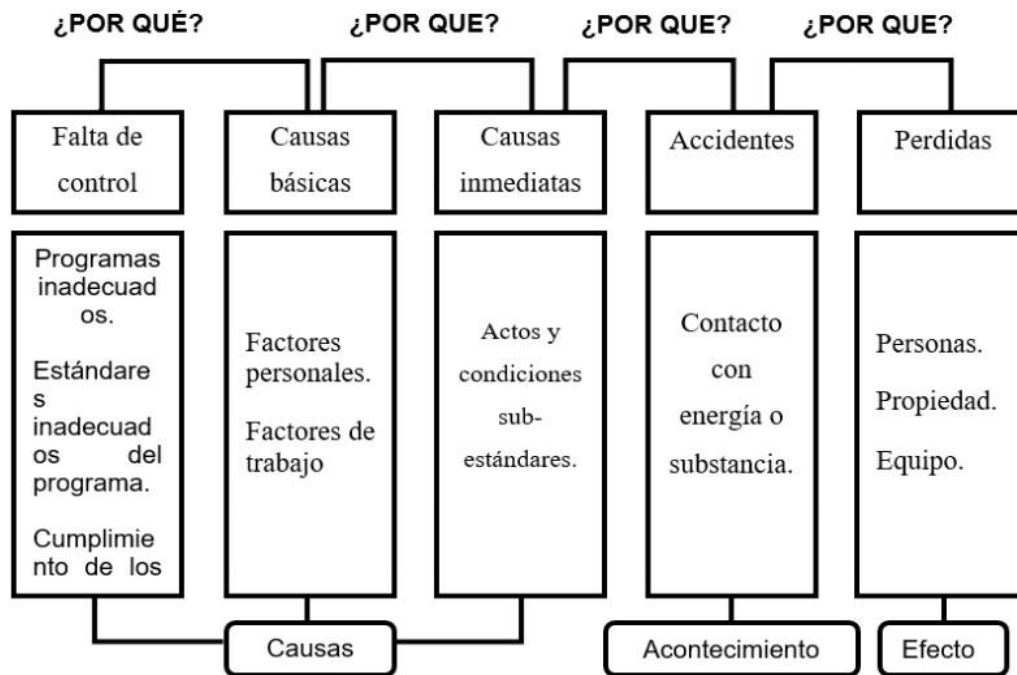 ¿POR QUÉ?
¿POR QUE?
¿POR QUE?
¿POR QUE?
Falta de
control
Causas
básicas
Causas
inmediatas
Accidentes
Perdidas
Programas
inadecuad
os.
Estándare
s
inadecuad
os del
programa.
Cumplimie
nto de los
Factores
personales.
Factores de
trabajo
Actos y
condiciones
sub-
estándares.
Contacto
con
energía o
substancia.
Personas.
Propiedad.
Equipo.
Causas
Acontecimiento
Efecto